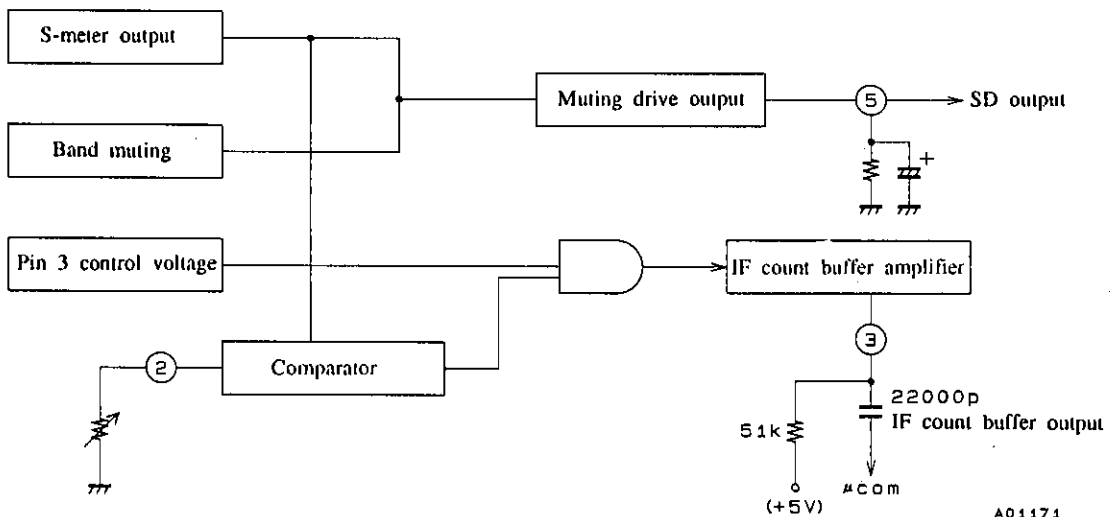 S-meter output
Muting drive output
5
SD output
Band muting
+
Pin 3 control voltage
IF count buffer amplifier
3
2
Comparator
22000p
IF count buffer output
51k
(+5V)
μcom
A01171